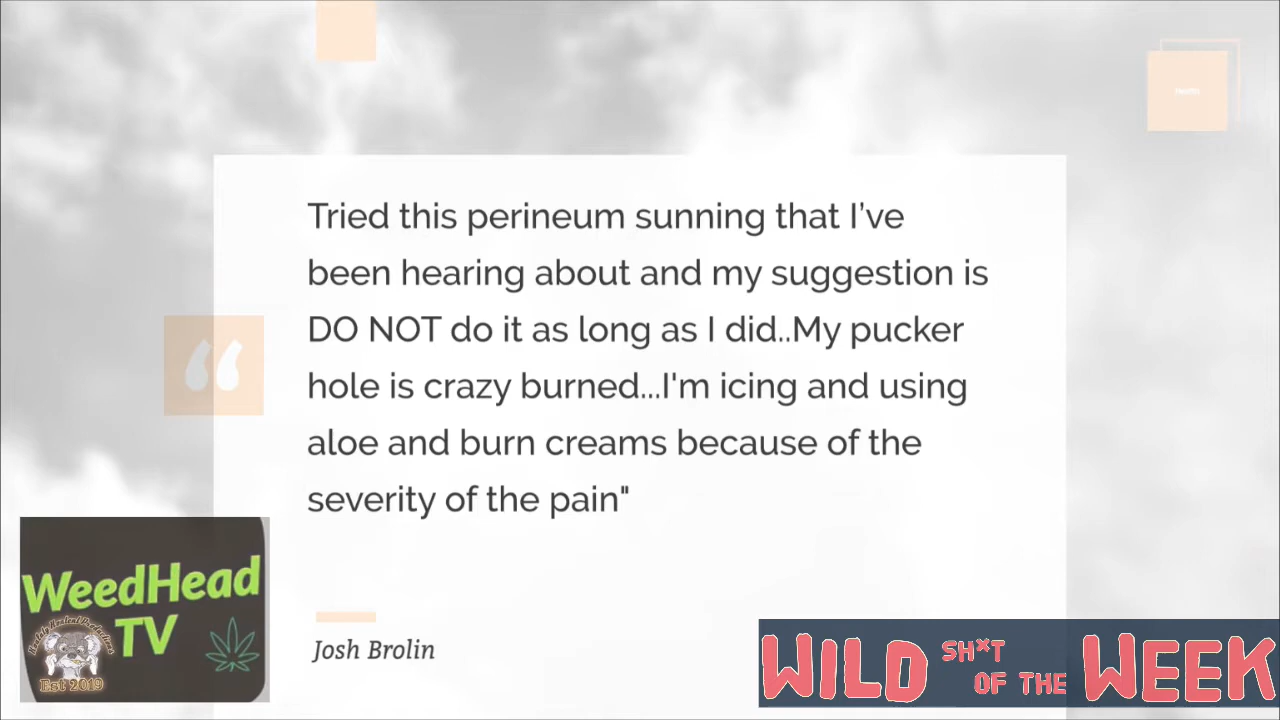 Tried this perineum sunning that I've
been hearing about and my suggestion is
DO NOT do it as long as I did..My pucker
hole is crazy burned...I'm icing and using
aloe and burn creams because of the
severity of the pain"
Josh Brolin
WeedHead
TV
Est 2019
WILD SH*T
OF THE WEEK